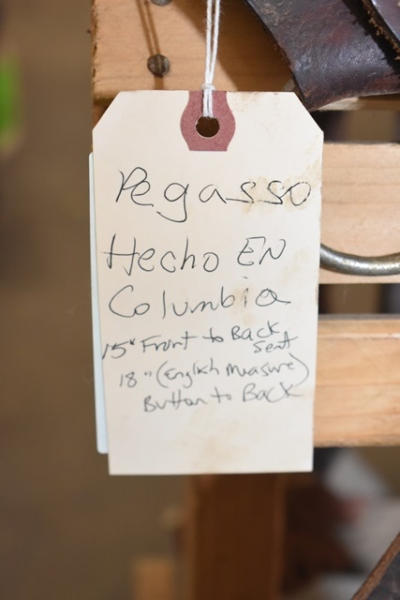 Pegasso
Hecho EN
Columbia
15" Front to Back
Seat
18" (English Measure)
Button to Back